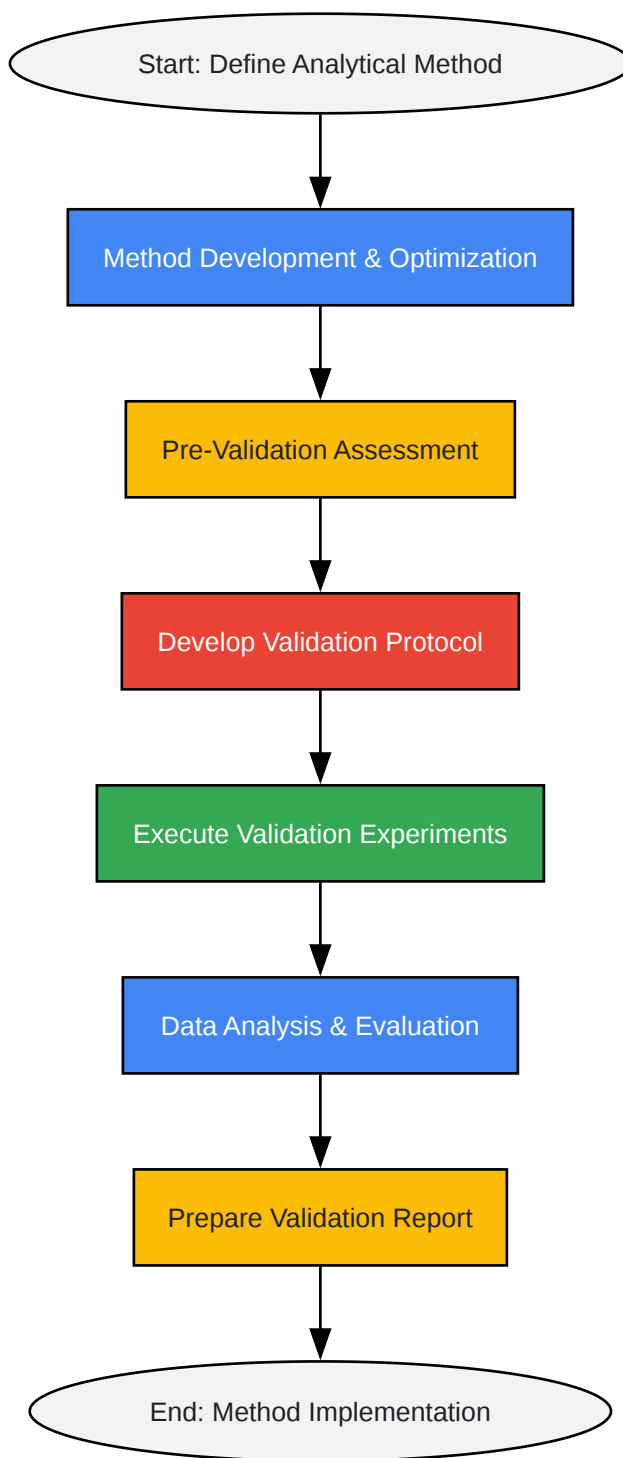 Start: Define Analytical Method
Method Development & Optimization
Pre-Validation Assessment
Develop Validation Protocol
Execute Validation Experiments
Data Analysis & Evaluation
Prepare Validation Report
End: Method Implementation